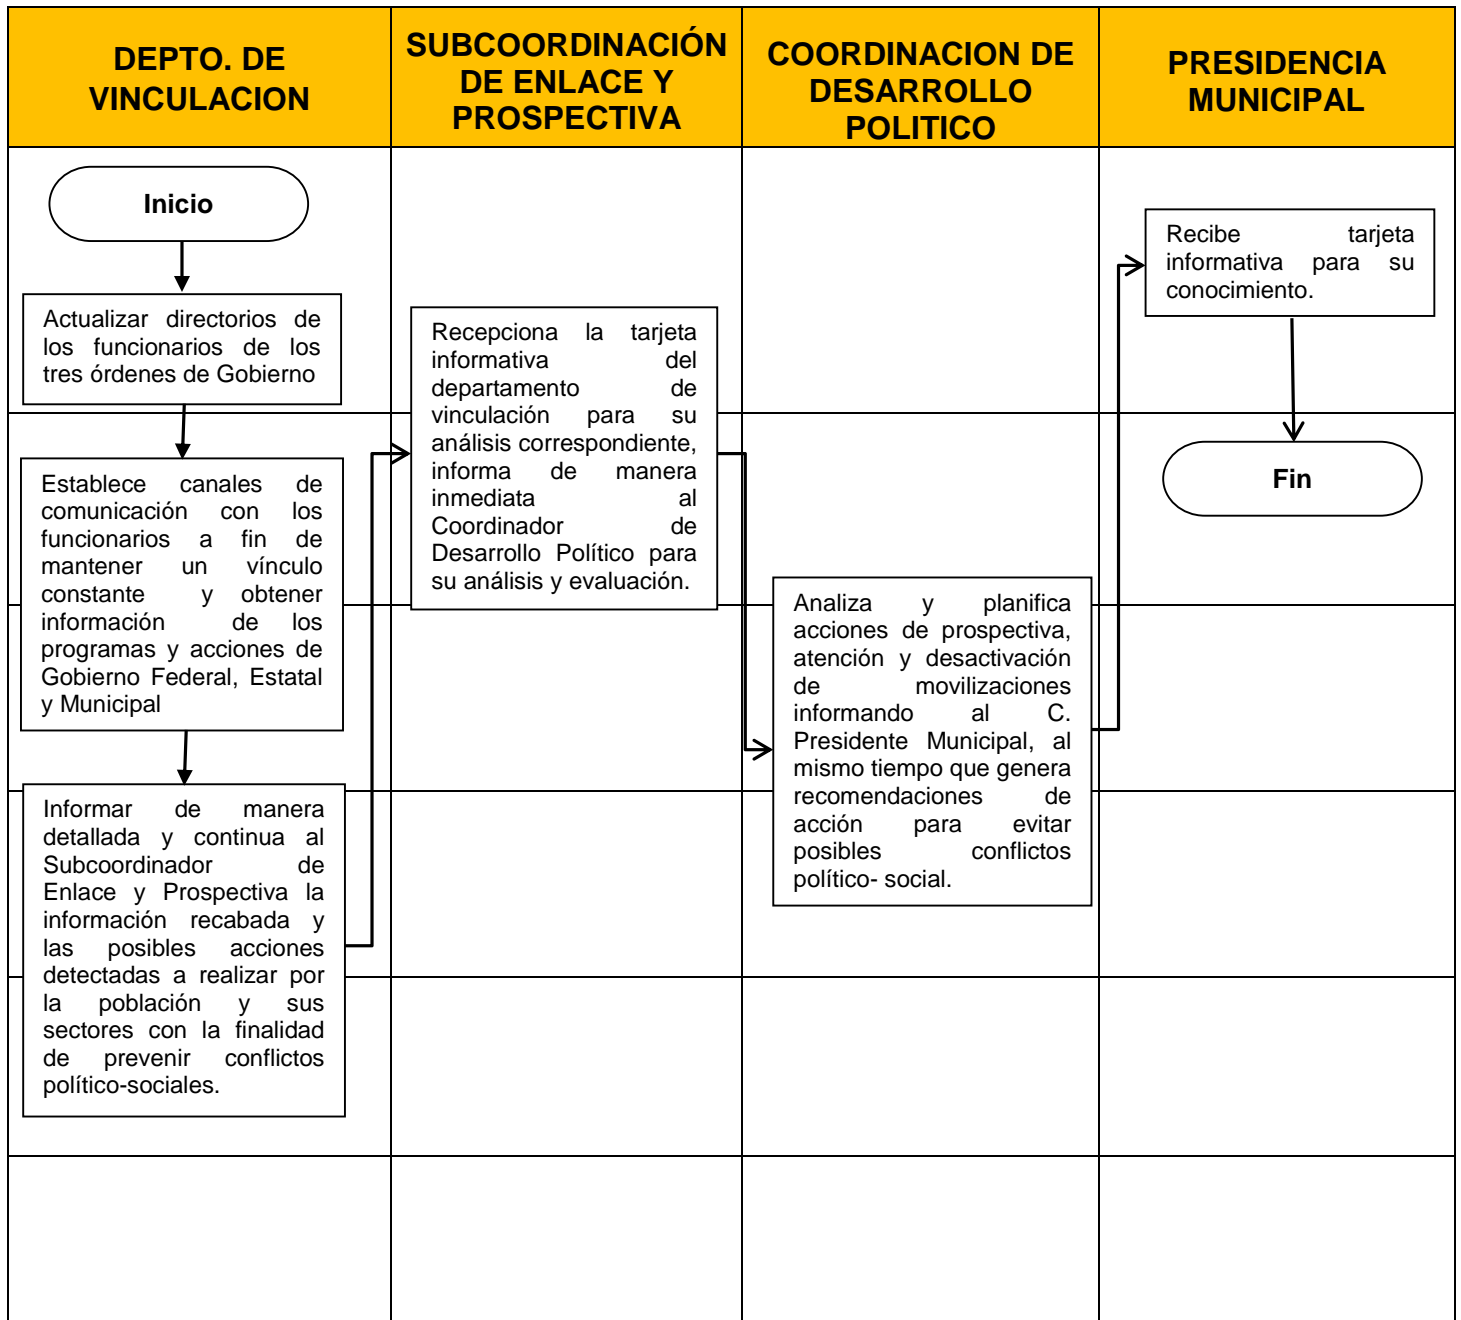 DEPTO. DE
VINCULACION
SUBCOORDINACIÓN
DE ENLACE Y
PROSPECTIVA
COORDINACION DE
DESARROLLO
POLITICO
PRESIDENCIA
MUNICIPAL
Inicio
Actualizar directorios de
los funcionarios de los
tres órdenes de Gobierno
Establece canales de
comunicación con los
funcionarios a fin de
mantener un vínculo
constante y obtener
información de los
programas y acciones de
Gobierno Federal, Estatal
y Municipal
Informar de manera
detallada y continua al
Subcoordinador de
Enlace y Prospectiva la
información recabada y
las posibles acciones
detectadas a realizar por
la población y sus
sectores con la finalidad
de prevenir conflictos
político-sociales.
Recepciona la tarjeta
informativa del
departamento de
vinculación para su
análisis correspondiente,
informa de manera
inmediata al
Coordinador de
Desarrollo Político para
su análisis y evaluación.
Analiza y planifica
acciones de prospectiva,
atención y desactivación
de movilizaciones
informando al C.
Presidente Municipal, al
mismo tiempo que genera
recomendaciones de
acción para evitar
posibles conflictos
político- social.
Recibe tarjeta
informativa para su
conocimiento.
Fin